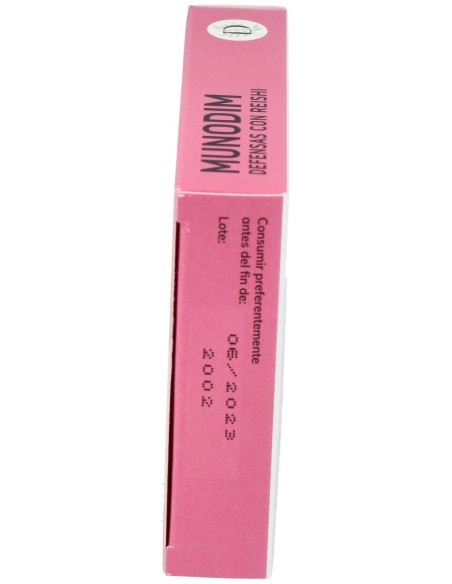 MUNODIM
DEFENSAS CON REISHI
Consumir preferentemente
antes del fin de: 06/2023
Lote: 2002